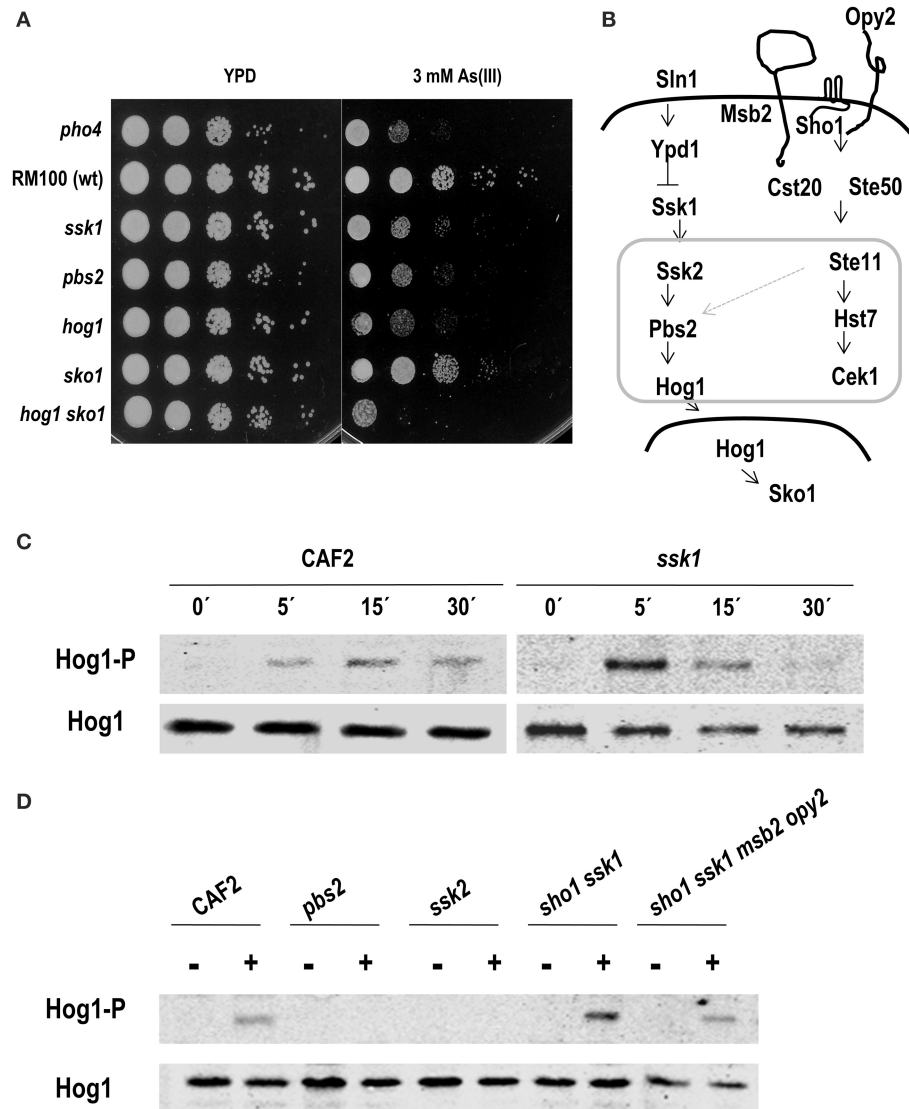 A
YPD
3 mM As(III)
pho4
RM100 (wt)
ssk1
pbs2
hog1
sko1
hog1 sko1
B
Opy2
Sln1
Msb2
Sho1
Ypd1
Cst20
Ste50
Ssk1
Ssk2
Ste11
Pbs2
Hst7
Hog1
Cek1
Hog1
Sko1
C
CAF2
ssk1
0´ 5´ 15´ 30´ 0´ 5´ 15´ 30´
Hog1-P
Hog1
D
CAF2
pbs2
ssk2
sho1 ssk1
sho1 ssk1 msb2 opy2
- + - + - + - + - +
Hog1-P
Hog1